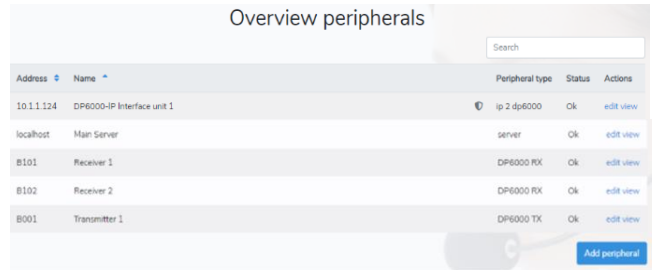 Overview peripherals
Search
Address Name Peripheral type Status Actions
10.1.1.124 DP6000-IP Interface unit 1 ip 2 dp6000 Ok edit view
localhost Main Server server Ok edit view
B101 Receiver 1 DP6000 RX Ok edit view
B102 Receiver 2 DP6000 RX Ok edit view
B001 Transmitter 1 DP6000 TX Ok edit view
Add peripheral